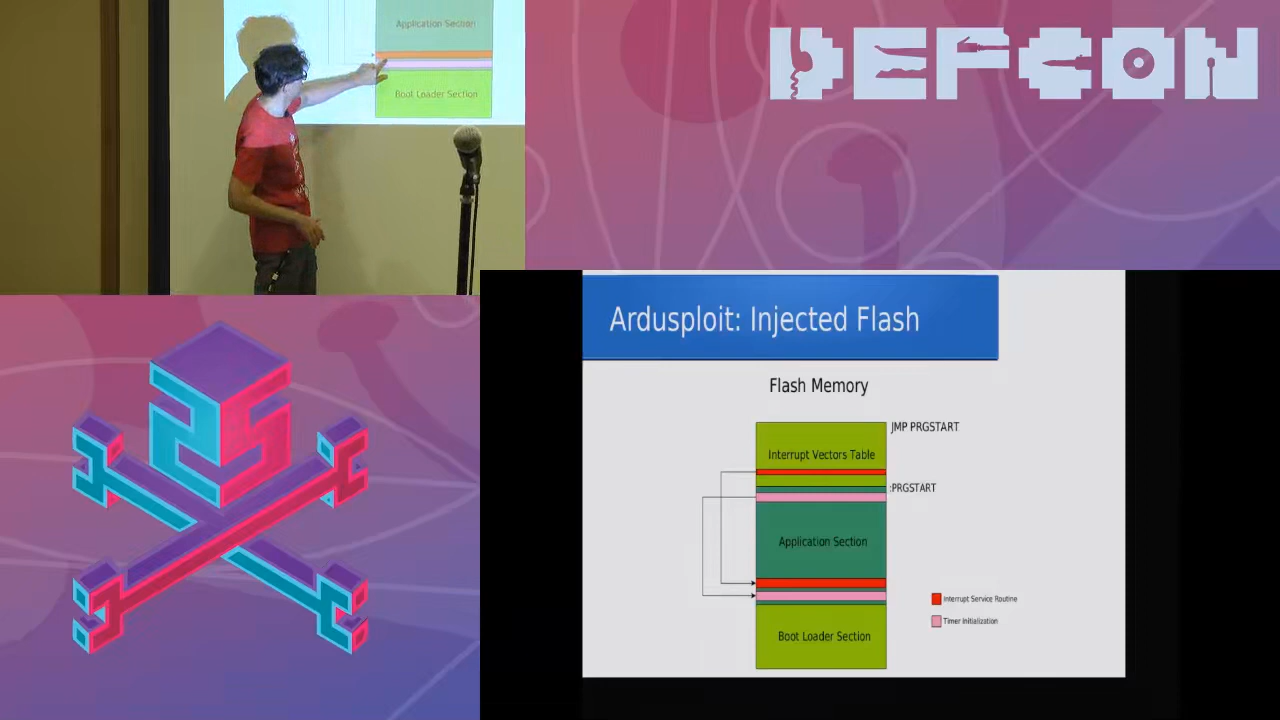 Application Section
Boot Loader Section
DEFCON
25
Ardusploit: Injected Flash
Flash Memory
JMP PRGSTART
Interrupt Vectors Table
:PRGSTART
Application Section
Interrupt Service Routine
Timer Initialization
Boot Loader Section